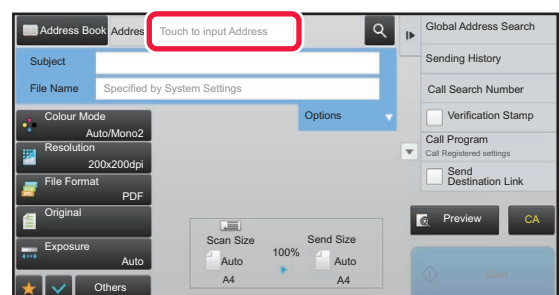 Address Book Addres Touch to input Address
Subject
File Name Specified by System Settings
Options
Colour Mode
Auto/Mono2
Resolution
200x200dpi
File Format
PDF
Original
Exposure
Auto
Others
Scan Size
Auto
A4
100%
Send Size
Auto
A4
Global Address Search
Sending History
Call Search Number
Verification Stamp
Call Program
Call Registered settings
Send
Destination Link
Preview
CA
Start